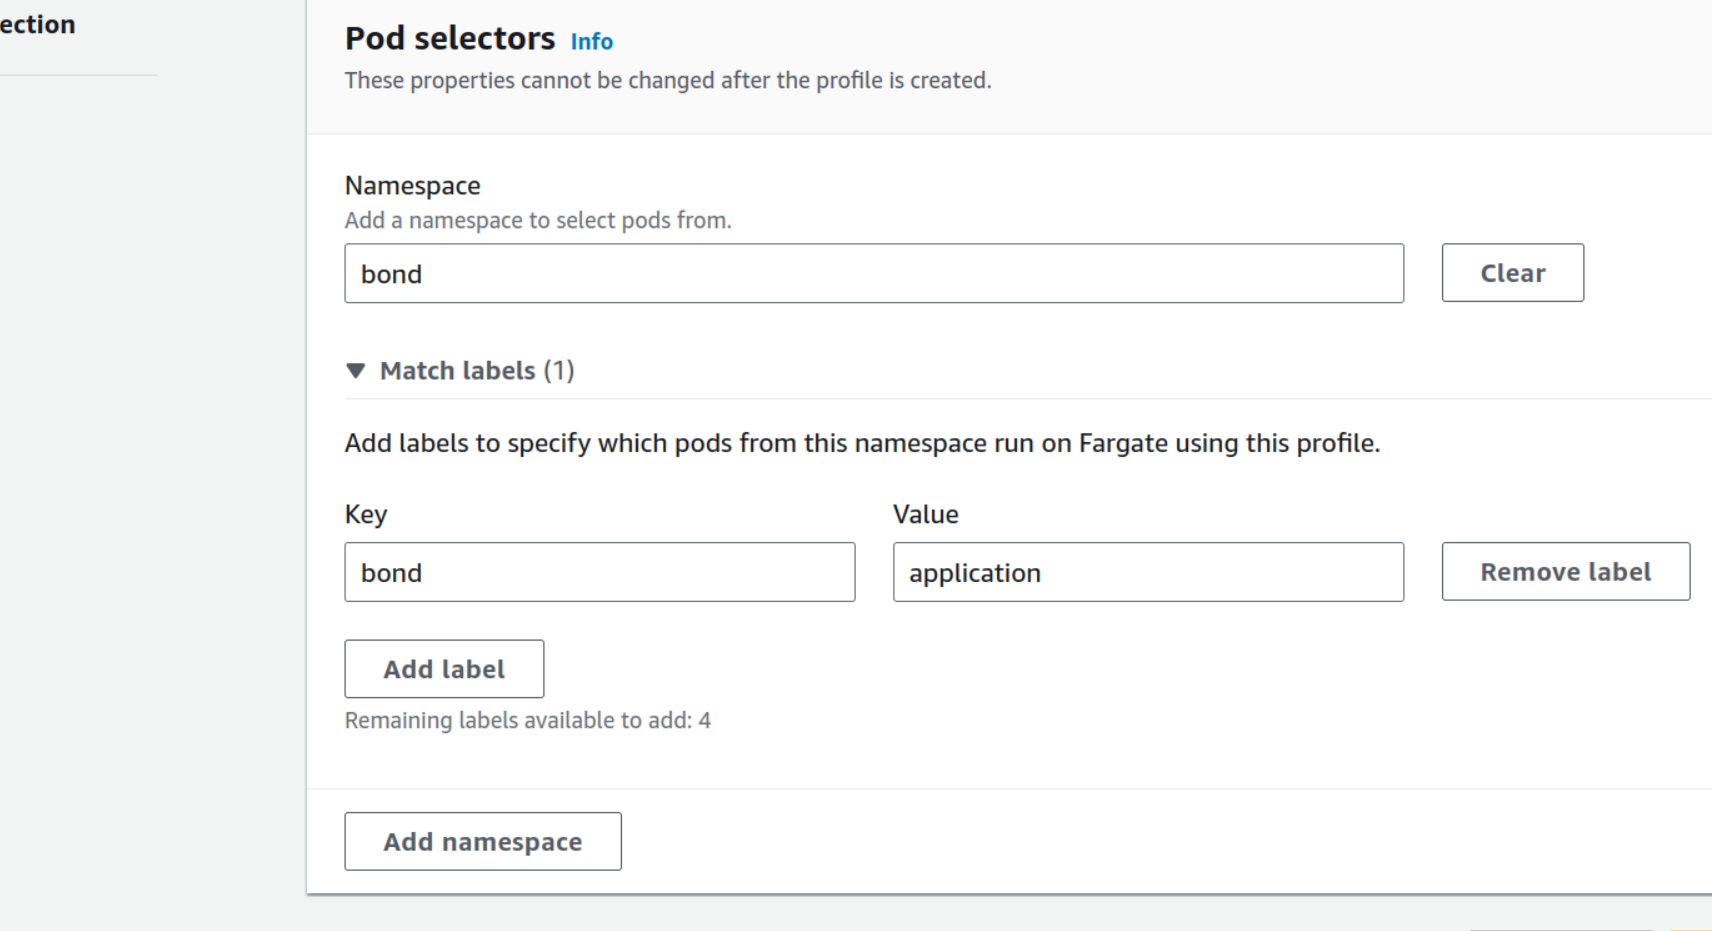 ection
Pod selectors Info
These properties cannot be changed after the profile is created.
Namespace
Add a namespace to select pods from.
bond
Clear
Match labels (1)
Add labels to specify which pods from this namespace run on Fargate using this profile.
Key Value
bond application Remove label
Add label
Remaining labels available to add: 4
Add namespace